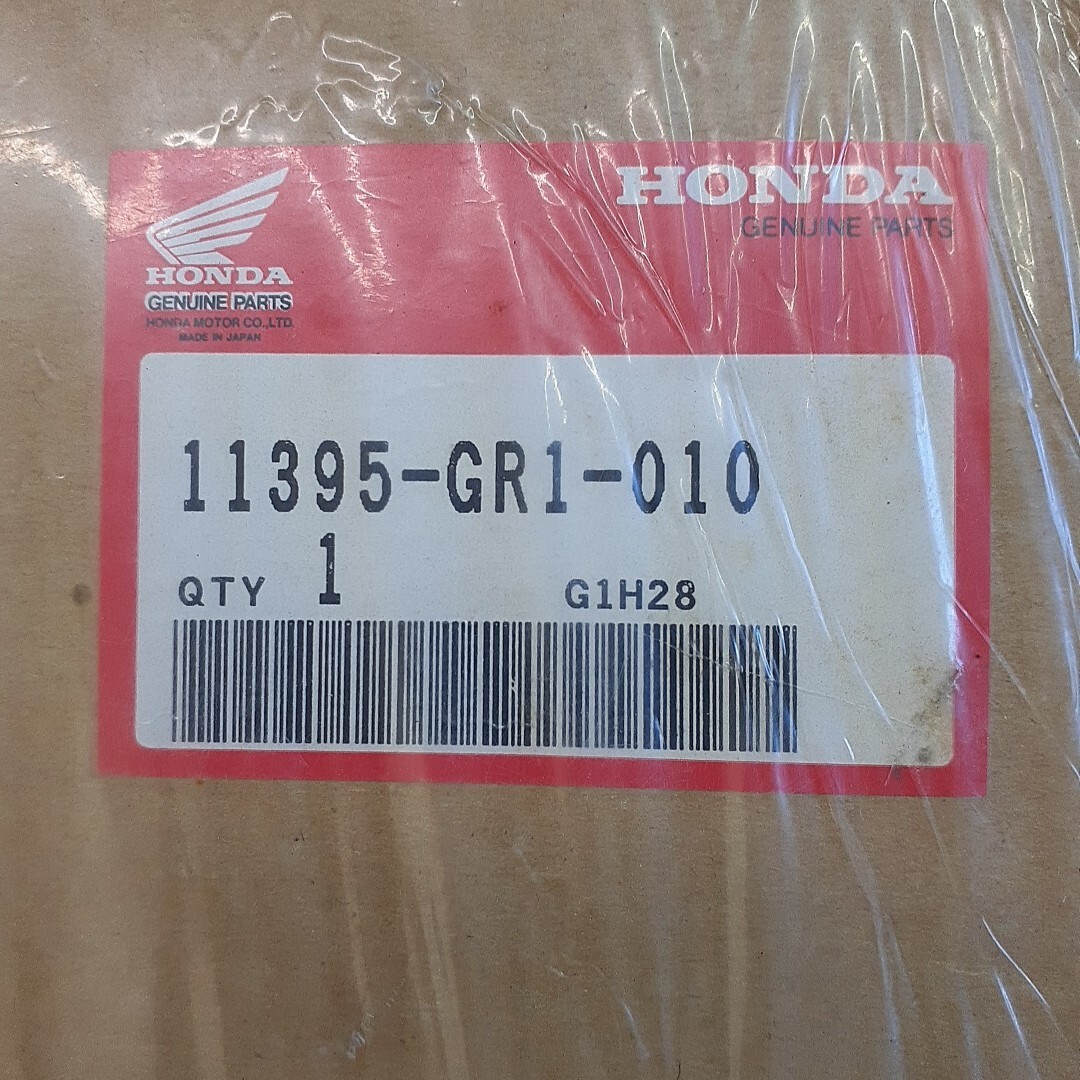 HONDA
GENUINE PARTS
HONDA
GENUINE PARTS
HONDA MOTOR CO.,LTD.
MADE IN JAPAN
11395-GR1-010
QTY 1 G1H28